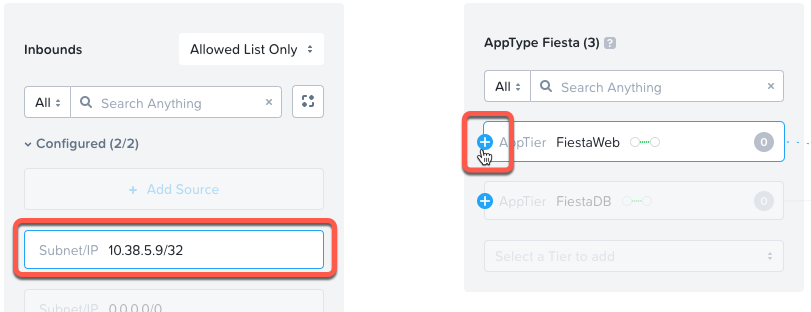 Inbounds
Allowed List Only
All
Search Anything
Configured (2/2)
+ Add Source
Subnet/IP 10.38.5.9/32
Subnet/IP 0.0.0.0/0
AppType Fiesta (3) ?
All
Search Anything
AppTier FiestaWeb 0
AppTier FiestaDB 0
Select a Tier to add